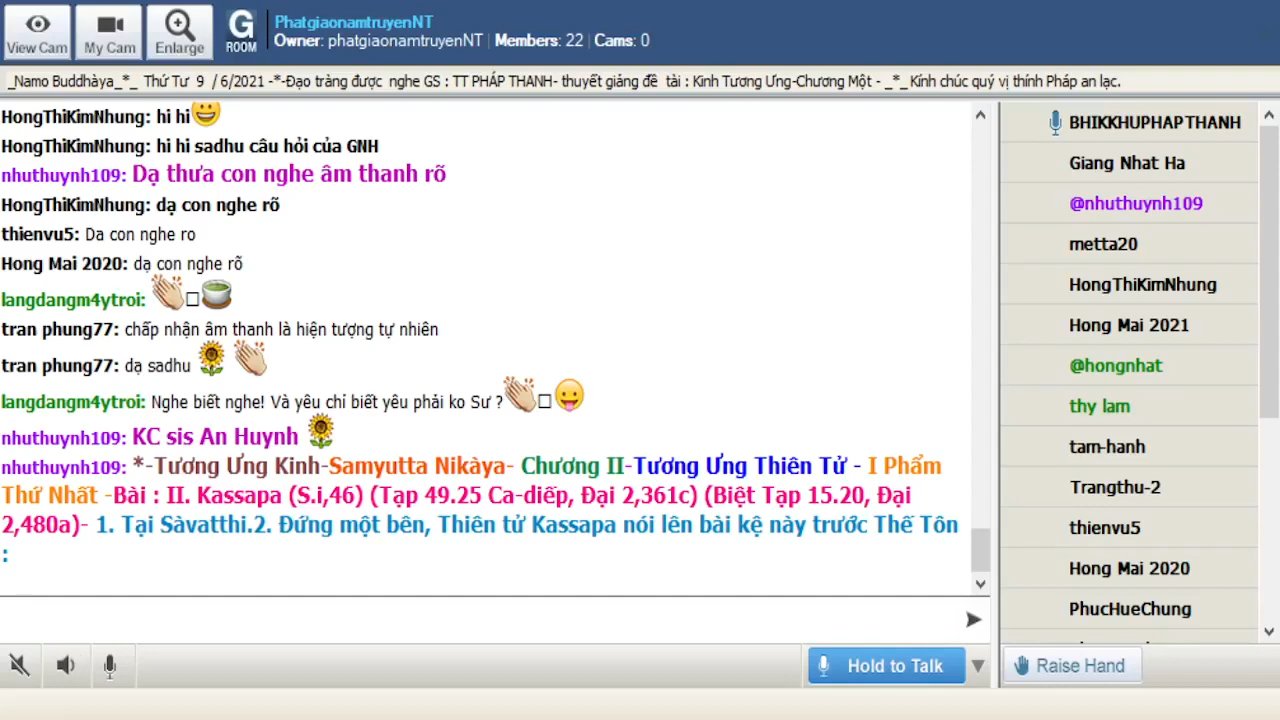 View Cam
My Cam
Enlarge
G
ROOM
PhatgiaonamtruyenNT
Owner: phatgiaonamtruyenNT | Members: 22 | Cams: 0
_Namo Buddhàya_*_ Thứ Tư 9 / 6/2021 -*-Đạo tràng được nghe GS : TT PHÁP THANH- thuyết giảng đề tài : Kinh Tương Ưng-Chương Một - _*_Kính chúc quý vị thính Pháp an lạc.
HongThiKimNhung: hi hi
HongThiKimNhung: hi hi sadhu câu hỏi của GNH
nhuthuynh109: Dạ thưa con nghe âm thanh rõ
HongThiKimNhung: dạ con nghe rõ
thienvu5: Da con nghe ro
Hong Mai 2020: dạ con nghe rõ
langdangm4ytroi:
tran phung77: chấp nhận âm thanh là hiện tượng tự nhiên
tran phung77: dạ sadhu
langdangm4ytroi: Nghe biết nghe! Và yêu chỉ biết yêu phải ko Sư ?
nhuthuynh109: KC sis An Huynh
nhuthuynh109: *-Tương Ưng Kinh-Samyutta Nikàya- Chương II-Tương Ưng Thiên Tử - I Phẩm
Thứ Nhất -Bài : II. Kassapa (S.i,46) (Tạp 49.25 Ca-diếp, Đại 2,361c) (Biệt Tạp 15.20, Đại
2,480a)- 1. Tại Sàvatthi.2. Đứng một bên, Thiên tử Kassapa nói lên bài kệ này trước Thế Tôn
:
BHIKKHUPHAPTHANH
Giang Nhat Ha
@nhuthuynh109
metta20
HongThiKimNhung
Hong Mai 2021
@hongnhat
thy lam
tam-hanh
Trangthu-2
thienvu5
Hong Mai 2020
PhucHueChung
Hold to Talk
Raise Hand